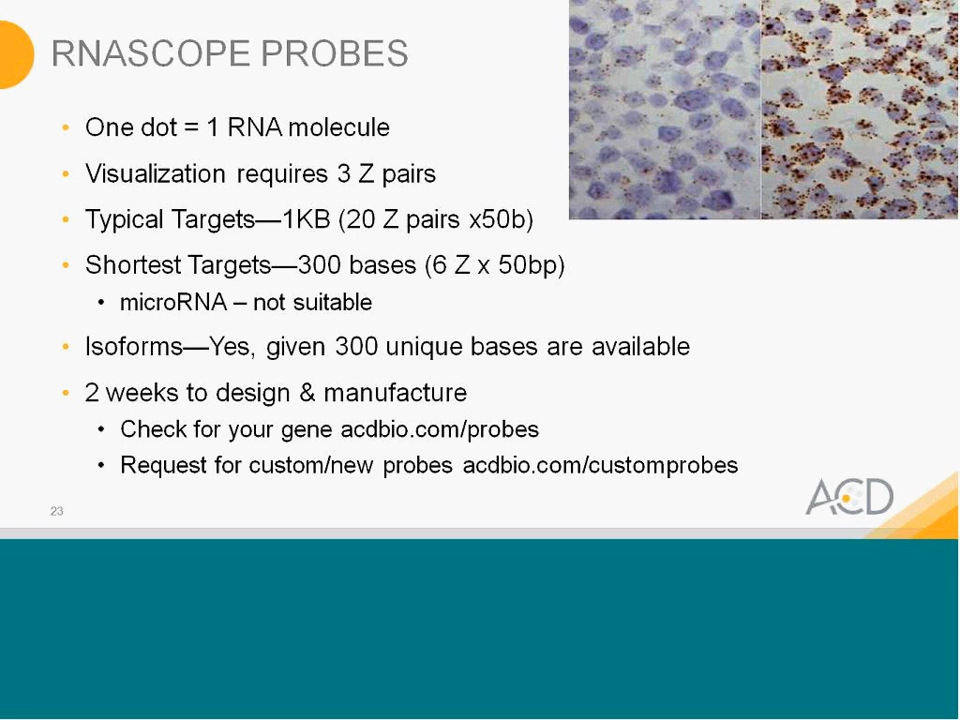 RNASCOPE PROBES
• One dot = 1 RNA molecule
• Visualization requires 3 Z pairs
• Typical Targets—1KB (20 Z pairs x50b)
• Shortest Targets—300 bases (6 Z x 50bp)
• microRNA – not suitable
• Isoforms—Yes, given 300 unique bases are available
• 2 weeks to design & manufacture
• Check for your gene acdbio.com/probes
• Request for custom/new probes acdbio.com/customprobes
23
ACD